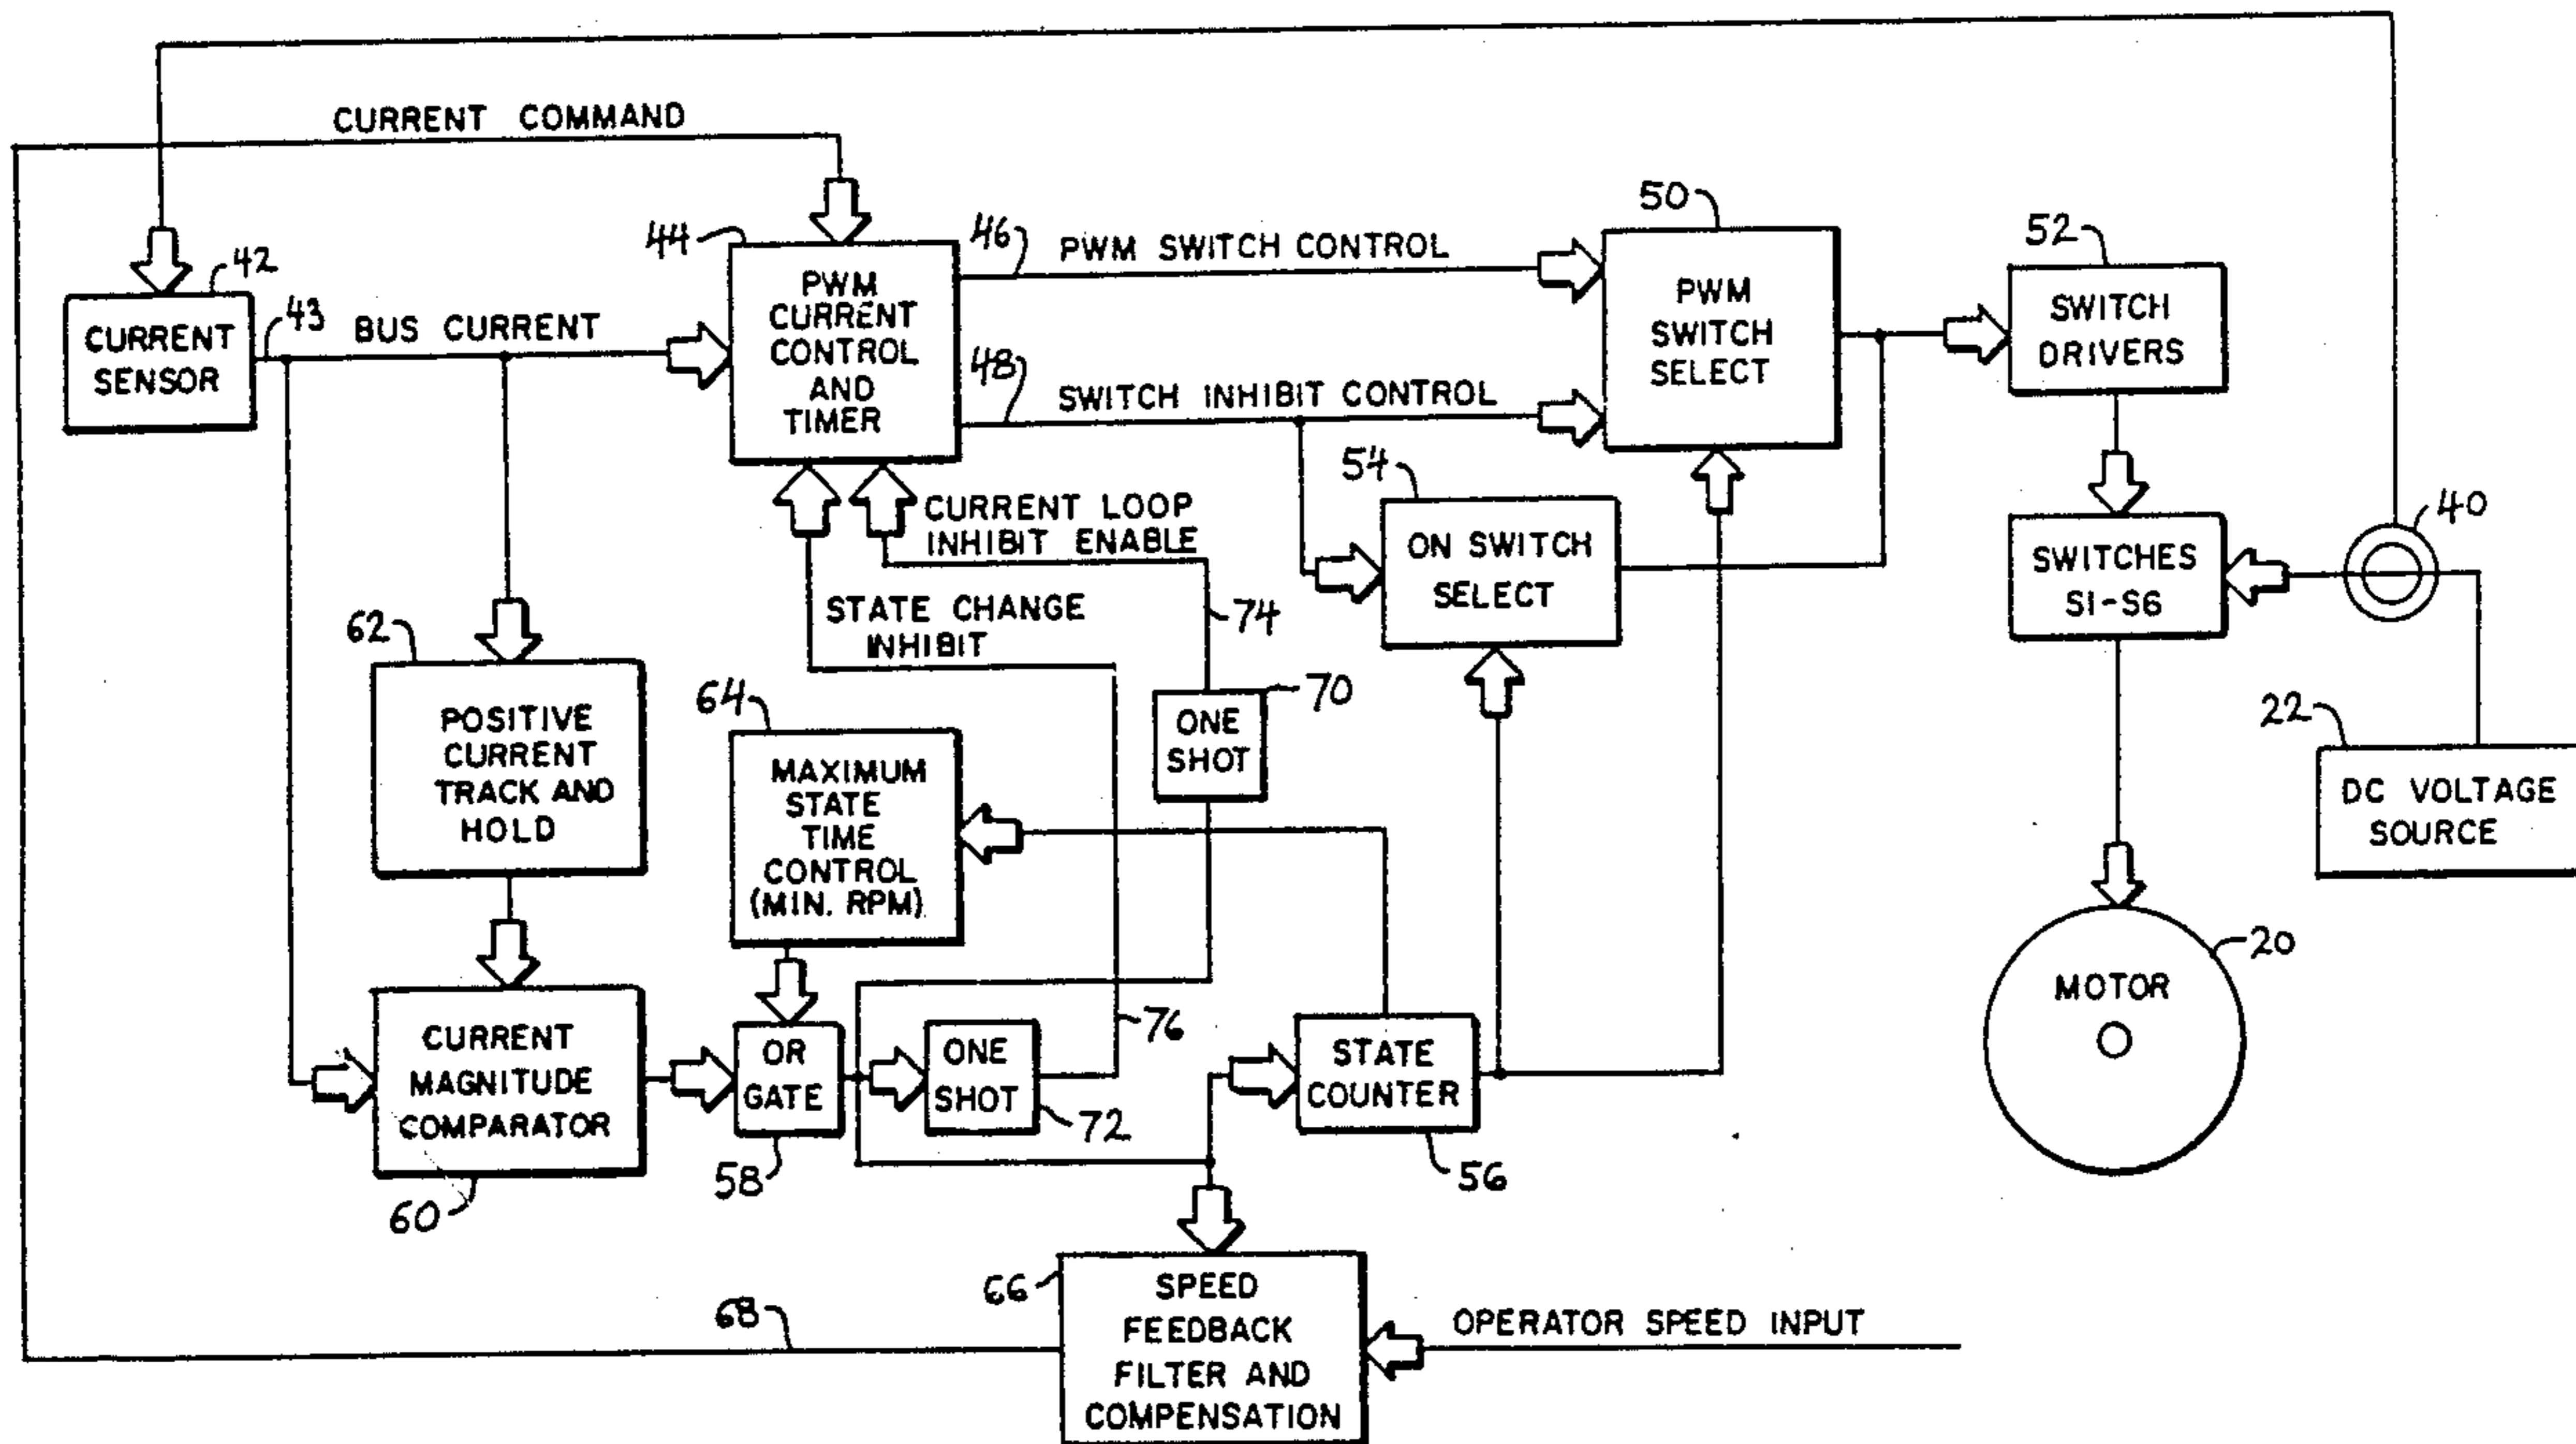 CURRENT COMMAND
44
46
PWM SWITCH CONTROL
50
52
42
CURRENT
SENSOR
43
BUS CURRENT
PWM
CURRENT
CONTROL
AND
TIMER
48
SWITCH INHIBIT CONTROL
PWM
SWITCH
SELECT
SWITCH
DRIVERS
54
ON SWITCH
SELECT
CURRENT LOOP
INHIBIT ENABLE
74
STATE CHANGE
INHIBIT
SWITCHES
S1-S6
40
62
POSITIVE
CURRENT
TRACK AND
HOLD
64
MAXIMUM
STATE
TIME
CONTROL
(MIN. RPM)
70
ONE
SHOT
22
DC VOLTAGE
SOURCE
CURRENT
MAGNITUDE
COMPARATOR
60
OR
GATE
58
ONE
SHOT
72
76
STATE
COUNTER
56
MOTOR
20
66
SPEED
FEEDBACK
FILTER AND
COMPENSATION
68
OPERATOR SPEED INPUT